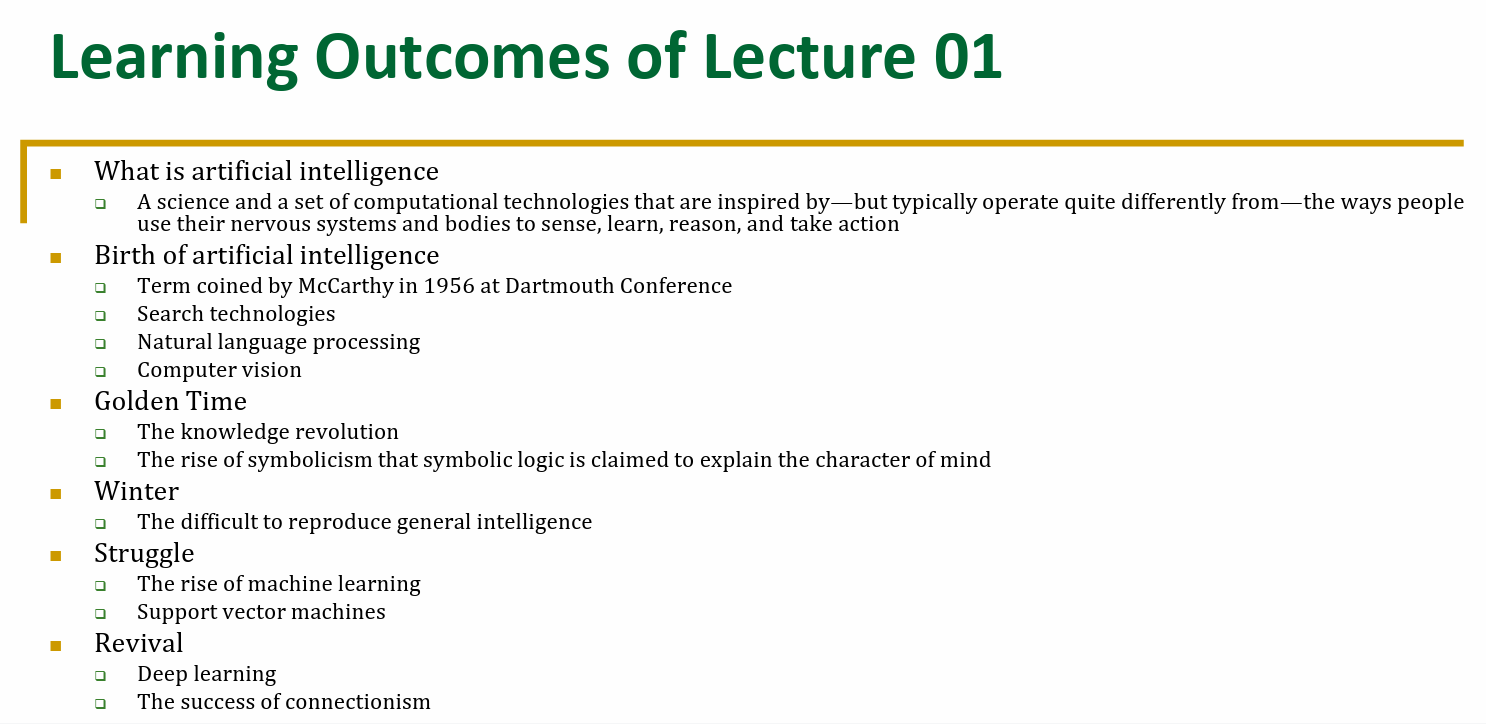 Learning Outcomes of Lecture 01
What is artificial intelligence
A science and a set of computational technologies that are inspired by—but typically operate quite differently from—the ways people
use their nervous systems and bodies to sense, learn, reason, and take action
Birth of artificial intelligence
Term coined by McCarthy in 1956 at Dartmouth Conference
Search technologies
Natural language processing
Computer vision
Golden Time
The knowledge revolution
The rise of symbolicism that symbolic logic is claimed to explain the character of mind
Winter
The difficult to reproduce general intelligence
Struggle
The rise of machine learning
Support vector machines
Revival
Deep learning
The success of connectionism